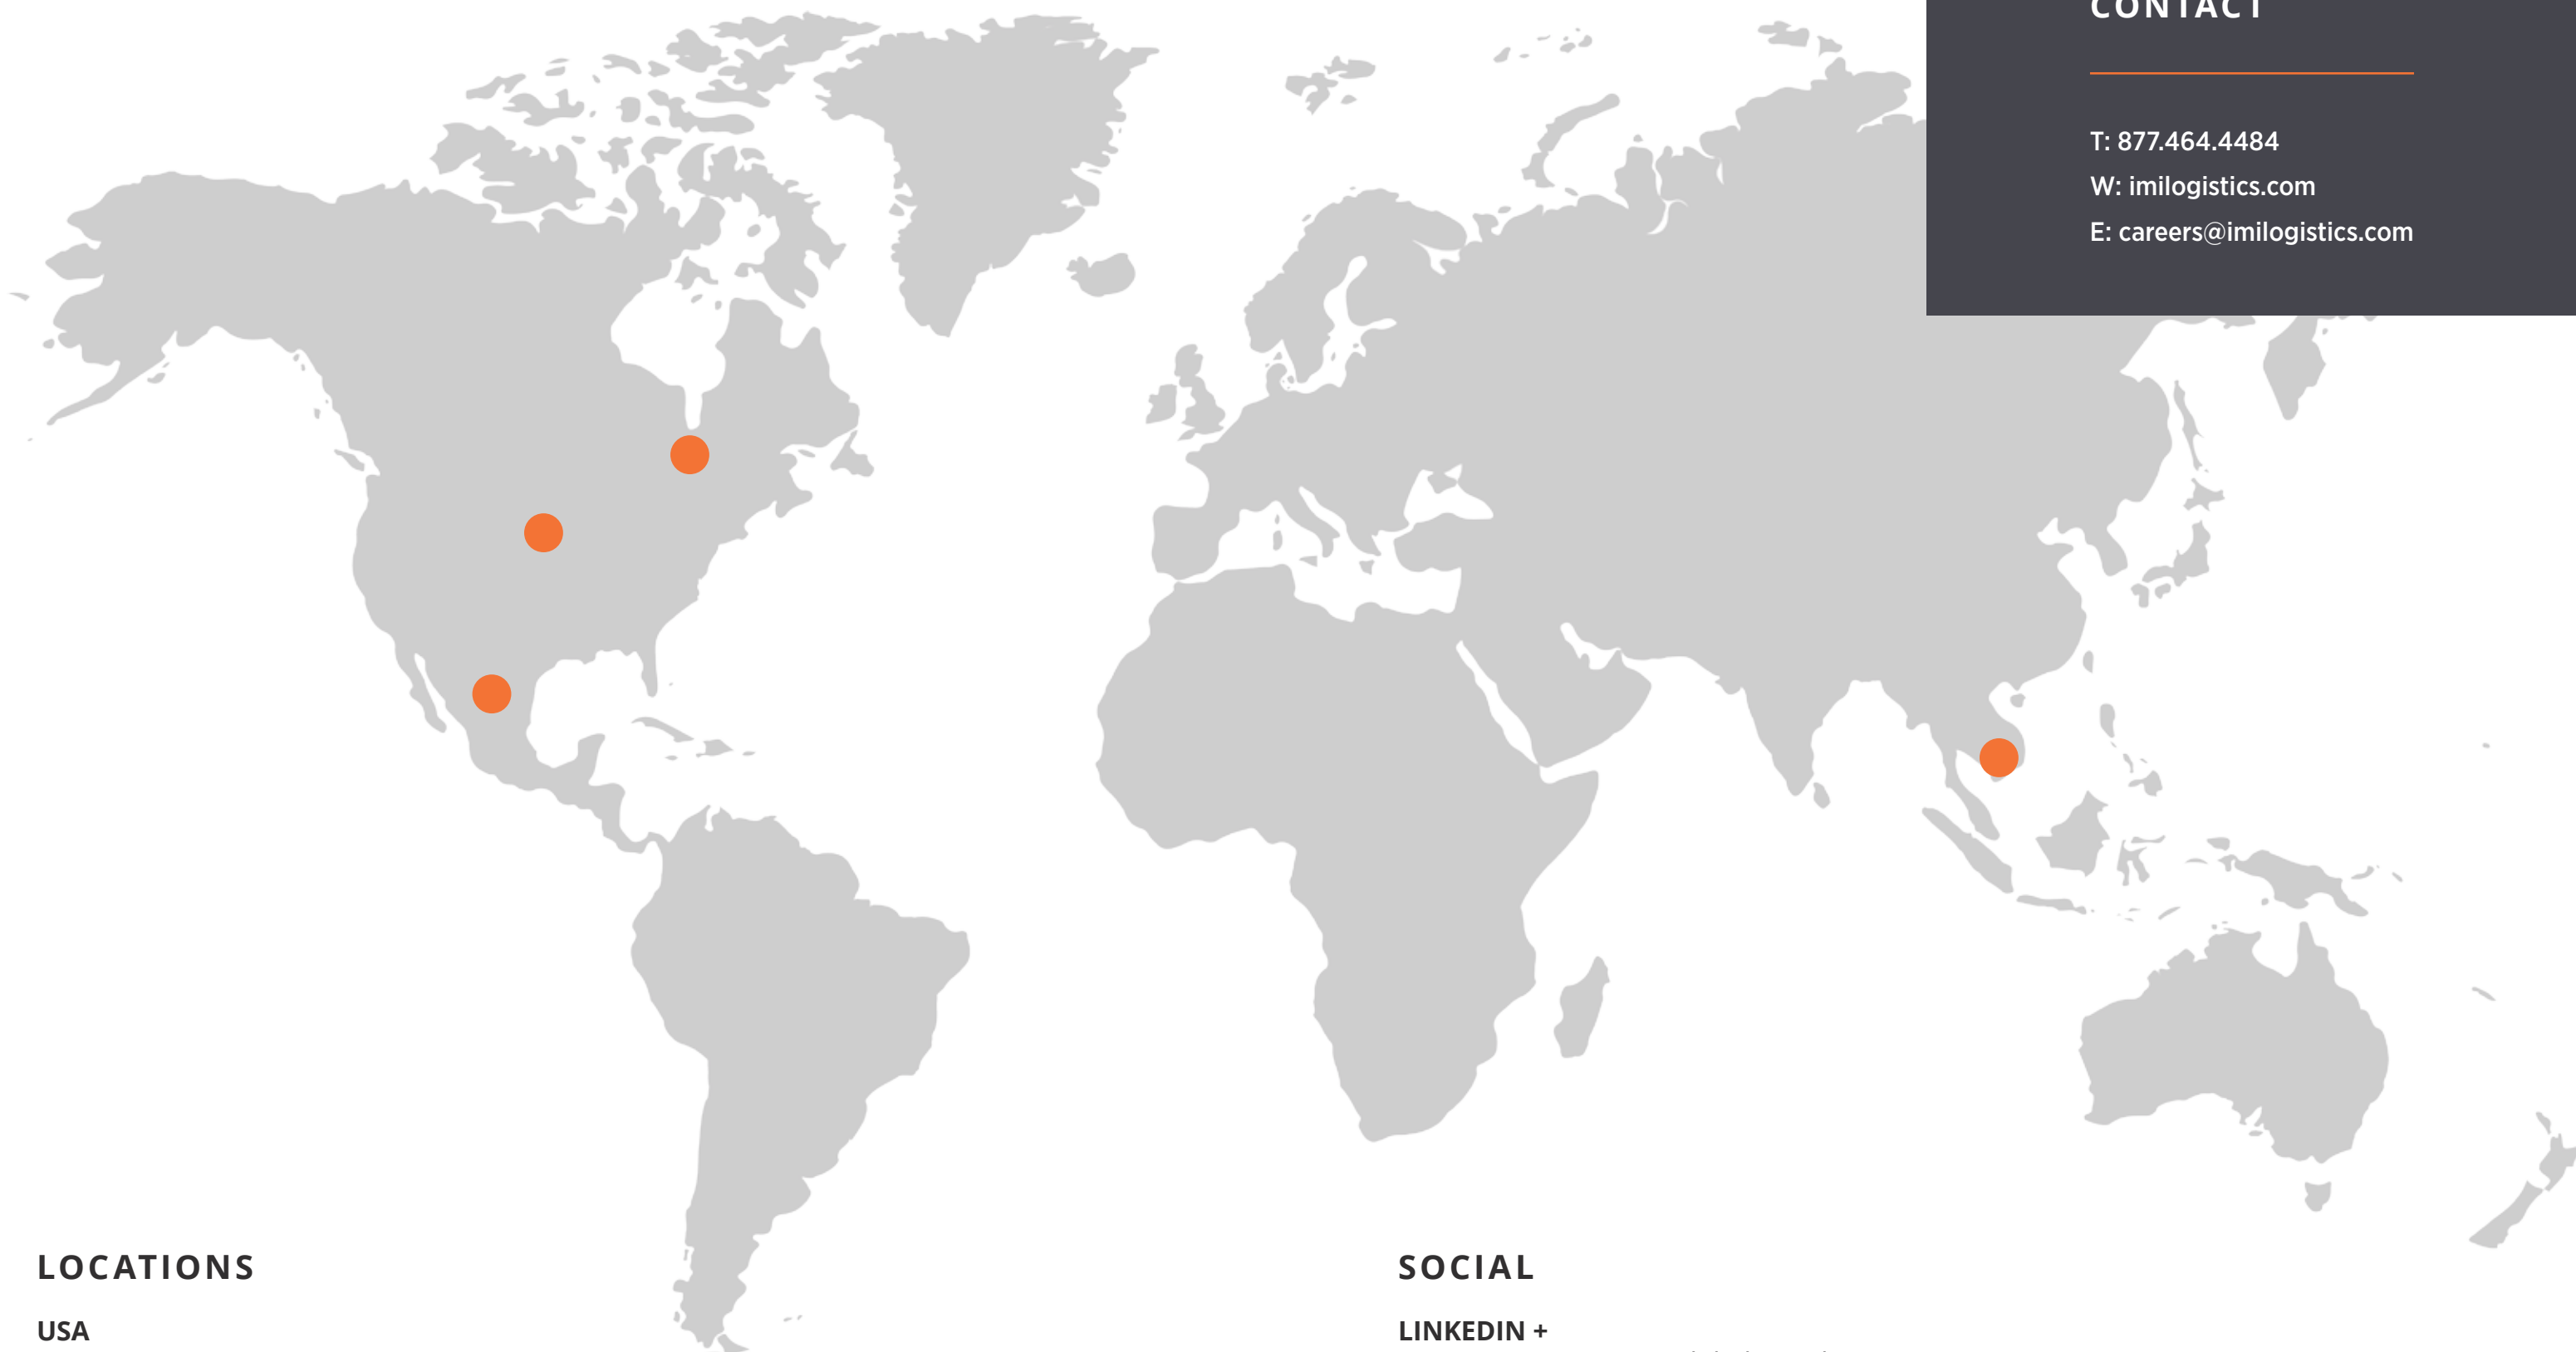 CONTACT
T: 877.464.4484
W: imilogistics.com
E: careers@imilogistics.com
LOCATIONS
USA
SOCIAL
LINKEDIN +